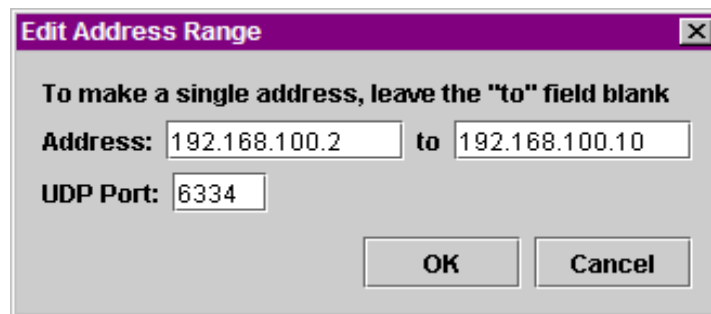 Edit Address Range
To make a single address, leave the "to" field blank
Address: 192.168.100.2 to 192.168.100.10
UDP Port: 6334
OK Cancel